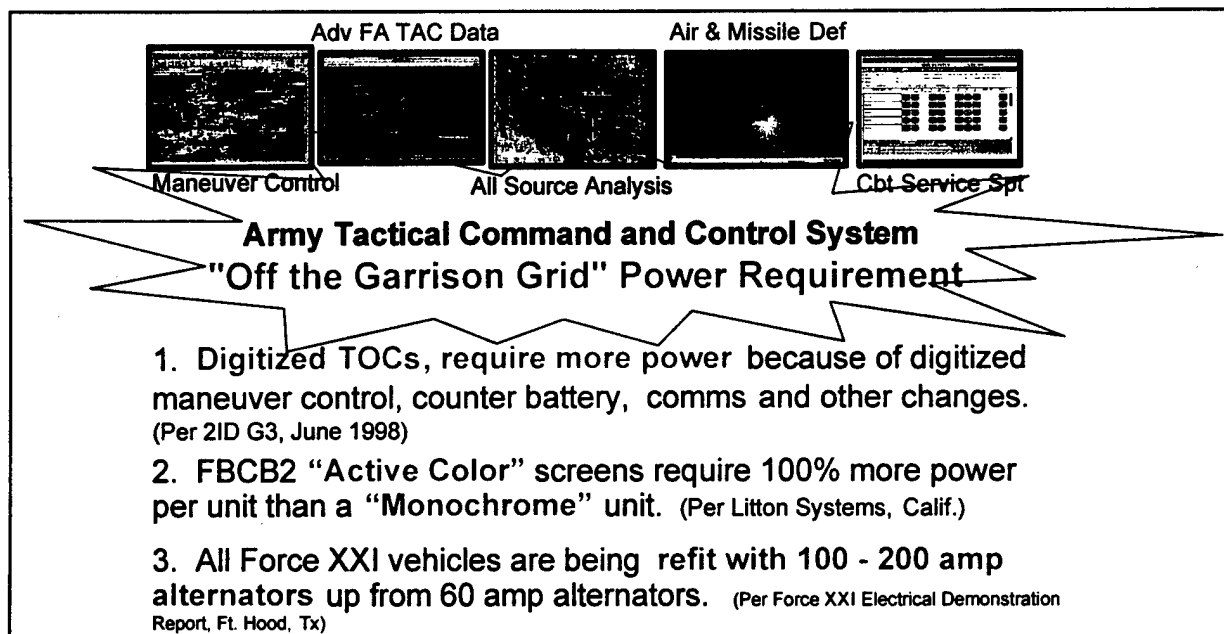 Adv FA TAC Data Air & Missile Def
Maneuver Control All Source Analysis Cbt Service Spt
Army Tactical Command and Control System
"Off the Garrison Grid" Power Requirement
1. Digitized TOCs, require more power because of digitized
maneuver control, counter battery, comms and other changes.
(Per 2ID G3, June 1998)
2. FBCB2 “Active Color” screens require 100% more power
per unit than a “Monochrome” unit. (Per Litton Systems, Calif.)
3. All Force XXI vehicles are being refit with 100 - 200 amp
alternators up from 60 amp alternators. (Per Force XXI Electrical Demonstration
Report, Ft. Hood, Tx)